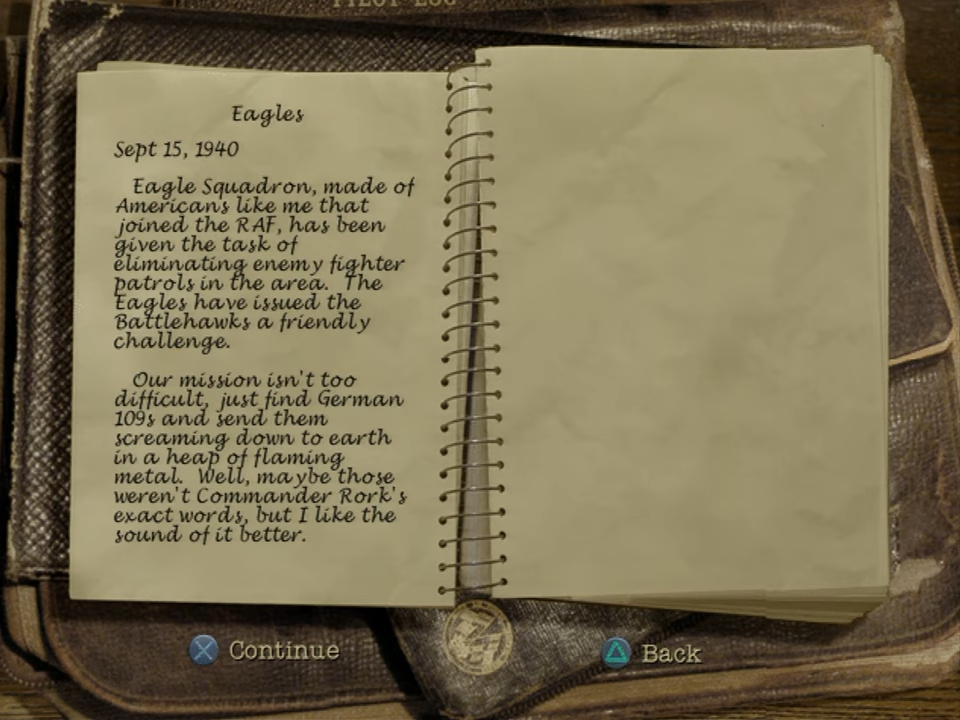 PILOT LOG
Eagles
Sept 15, 1940
Eagle Squadron, made of
Americans like me that
joined the RAF, has been
given the task of
eliminating enemy fighter
patrols in the area.  The
Eagles have issued the
Battlehawks a friendly
challenge.
Our mission isn't too
difficult, just find German
109s and send them
screaming down to earth
in a heap of flaming
metal.  Well, maybe those
weren't Commander Rork's
exact words, but I like the
sound of it better.
Continue
Back